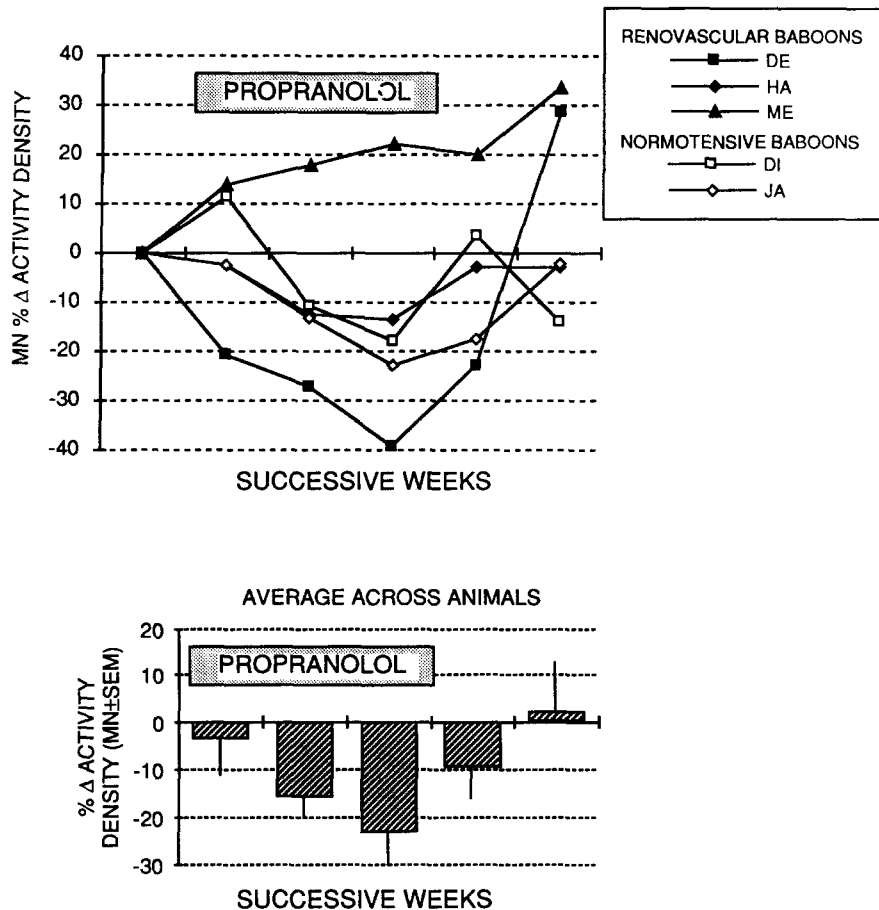 RENOVASCULAR BABOONS
DE
HA
ME
NORMOTENSIVE BABOONS
DI
JA
MN % Δ ACTIVITY DENSITY
40
30
20
10
0
-10
-20
-30
-40
PROPRANOLOL
SUCCESSIVE WEEKS
AVERAGE ACROSS ANIMALS
% Δ ACTIVITY
DENSITY (MN±SEM)
20
10
0
-10
-20
-30
PROPRANOLOL
SUCCESSIVE WEEKS